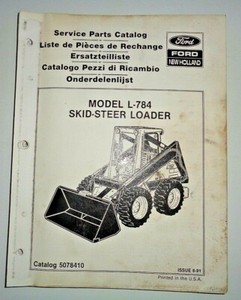 Service Parts Catalog
Liste de Pièces de Rechange
Ersatzteilliste
Catalogo Pezzi di Ricambio
Onderdelenlijst
Ford
FORD
NEW HOLLAND
MODEL L-784
SKID-STEER LOADER
Catalog 5078410
ISSUE 6-91
Printed in the U.S.A.